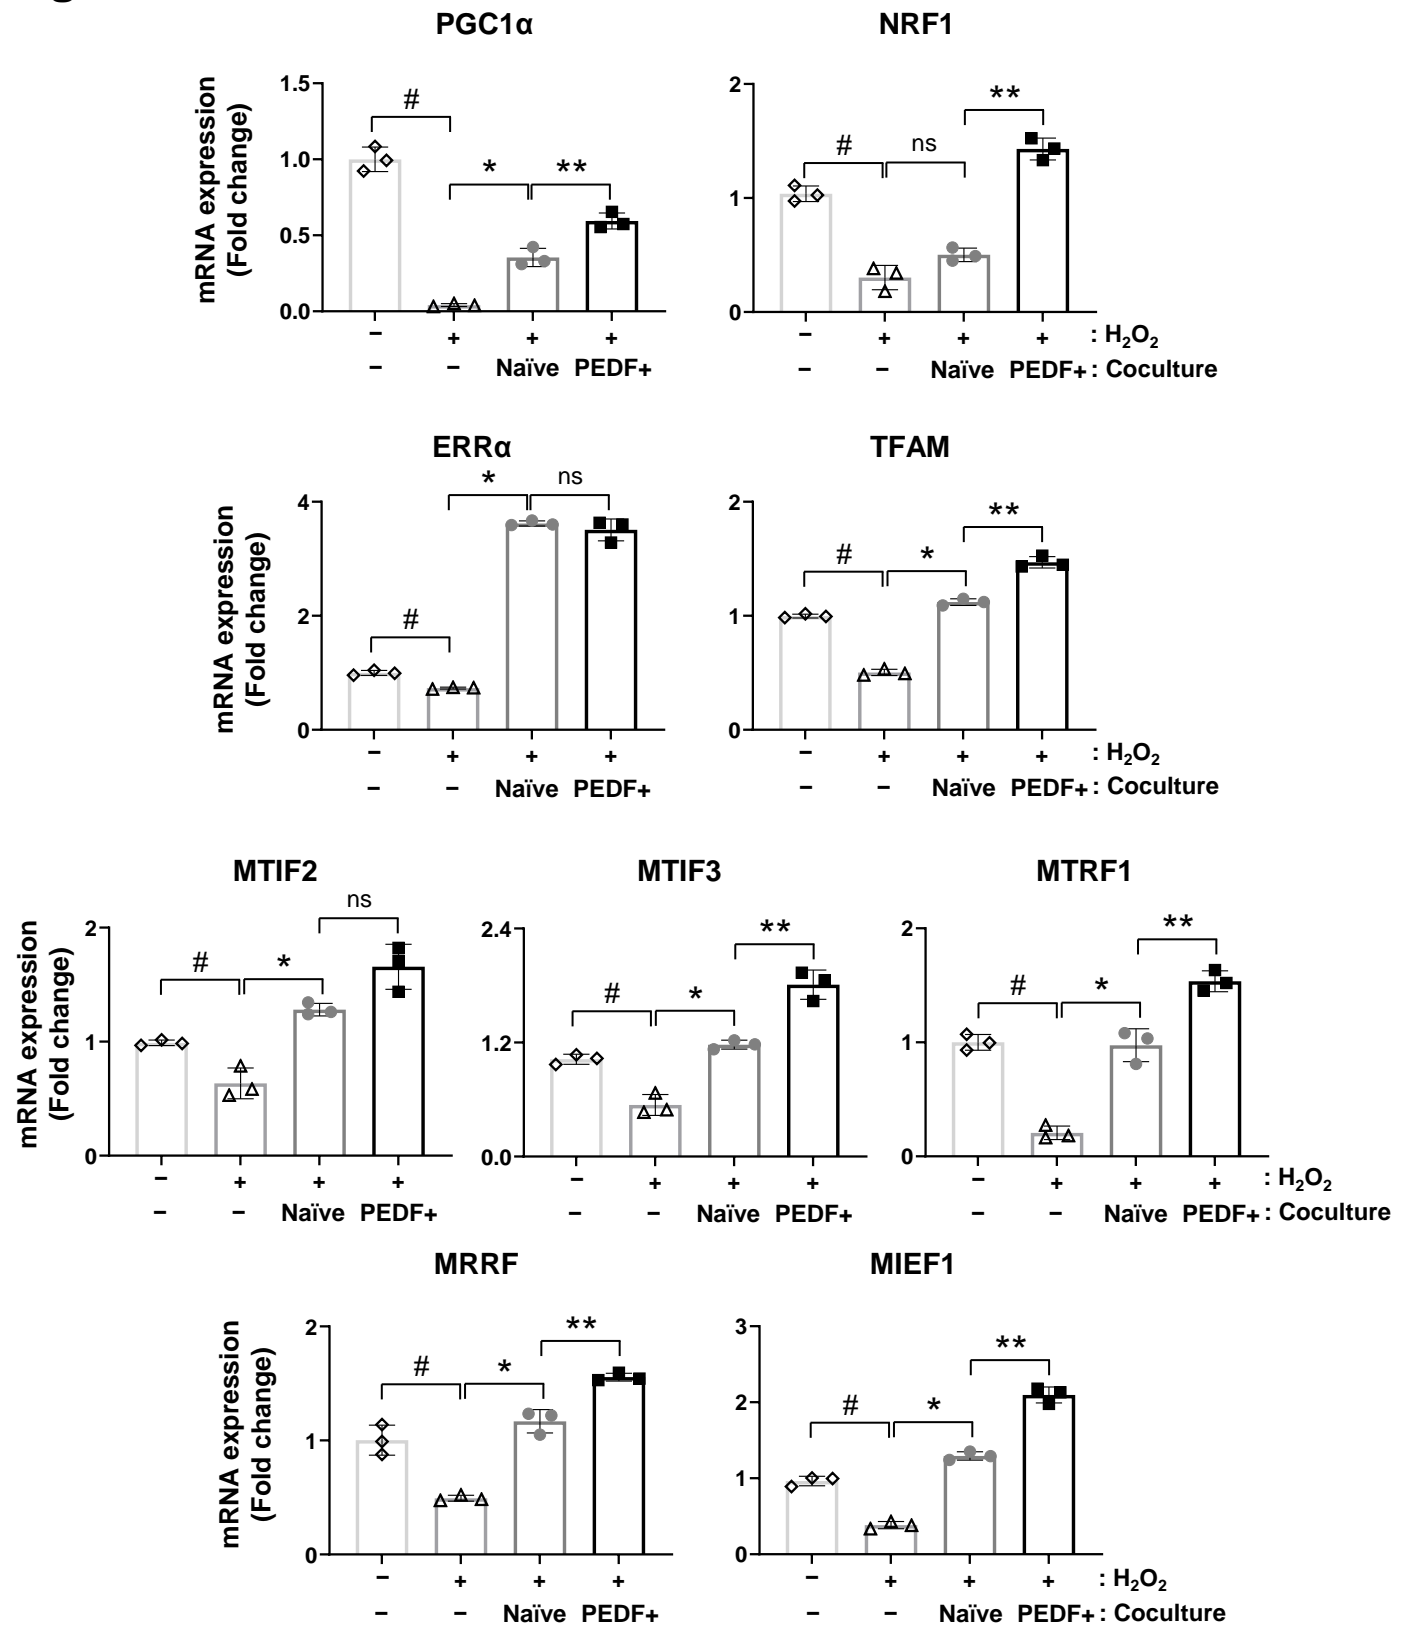 PGC1α
NRF1
mRNA expression
(Fold change)
1.5
1.0
0.5
0.0
#
*
**
2
1
0
#
ns
**
− + + +
− − Naïve PEDF+
− + + + : H₂O₂
− − Naïve PEDF+ : Coculture
ERRα
TFAM
mRNA expression
(Fold change)
4
2
0
#
*
ns
2
1
0
#
*
**
− + + +
− − Naïve PEDF+
− + + + : H₂O₂
− − Naïve PEDF+ : Coculture
MTIF2
MTIF3
MTRF1
mRNA expression
(Fold change)
2
1
0
#
*
ns
2.4
1.2
0.0
#
*
**
2
1
0
#
*
**
− + + +
− − Naïve PEDF+
− + + +
− − Naïve PEDF+
− + + + : H₂O₂
− − Naïve PEDF+ : Coculture
MRRF
MIEF1
mRNA expression
(Fold change)
2
1
0
#
*
**
3
2
1
0
#
*
**
− + + +
− − Naïve PEDF+
− + + + : H₂O₂
− − Naïve PEDF+ : Coculture